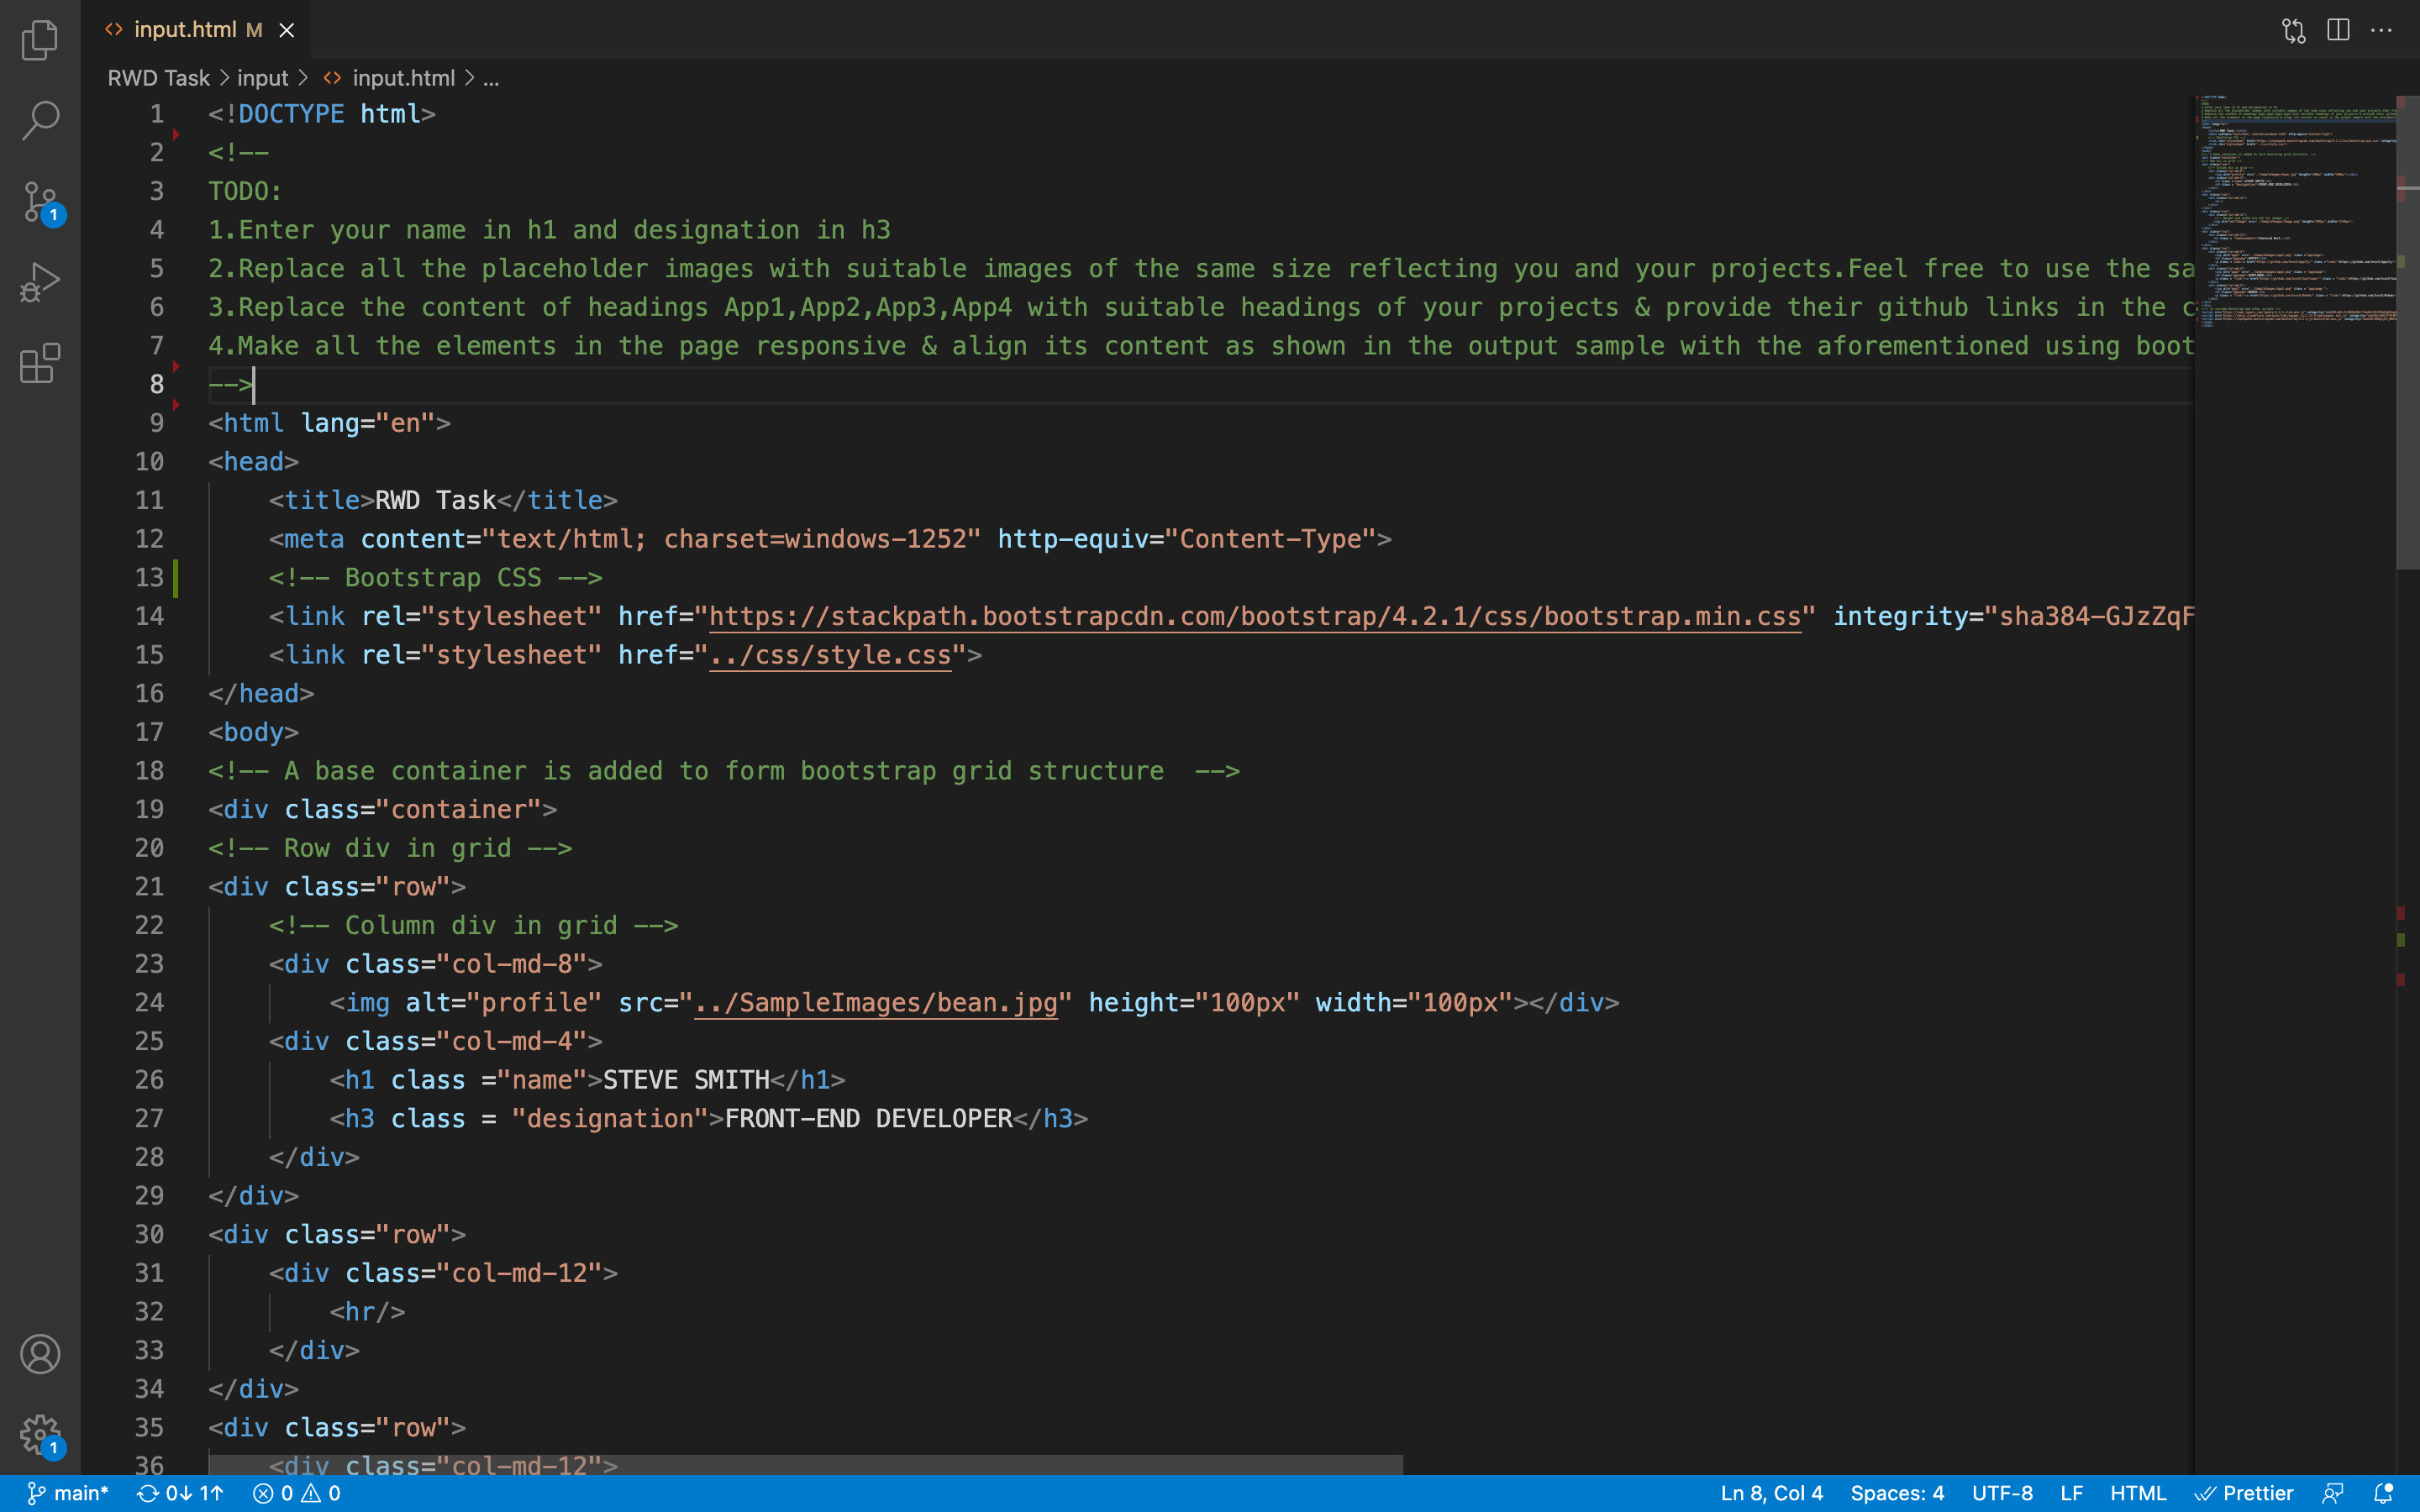 input.html M
RWD Task > input > input.html > ...
1 <!DOCTYPE html>
2 <!--
3 TODO:
4 1.Enter your name in h1 and designation in h3
5 2.Replace all the placeholder images with suitable images of the same size reflecting you and your projects.Feel free to use the sa
6 3.Replace the content of headings App1,App2,App3,App4 with suitable headings of your projects & provide their github links in the c
7 4.Make all the elements in the page responsive & align its content as shown in the output sample with the aforementioned using boot
8 -->
9 <html lang="en">
10 <head>
11 <title>RWD Task</title>
12 <meta content="text/html; charset=windows-1252" http-equiv="Content-Type">
13 <!-- Bootstrap CSS -->
14 <link rel="stylesheet" href="https://stackpath.bootstrapcdn.com/bootstrap/4.2.1/css/bootstrap.min.css" integrity="sha384-GJzZqF
15 <link rel="stylesheet" href="../css/style.css">
16 </head>
17 <body>
18 <!-- A base container is added to form bootstrap grid structure  -->
19 <div class="container">
20 <!-- Row div in grid -->
21 <div class="row">
22 <!-- Column div in grid -->
23 <div class="col-md-8">
24 <img alt="profile" src="../SampleImages/bean.jpg" height="100px" width="100px"></div>
25 <div class="col-md-4">
26 <h1 class ="name">STEVE SMITH</h1>
27 <h3 class = "designation">FRONT-END DEVELOPER</h3>
28 </div>
29 </div>
30 <div class="row">
31 <div class="col-md-12">
32 <hr/>
33 </div>
34 </div>
35 <div class="row">
36 <div class="col-md-12">
1
1
main* 0↓ 1↑ 0 0 Ln 8, Col 4 Spaces: 4 UTF-8 LF HTML Prettier